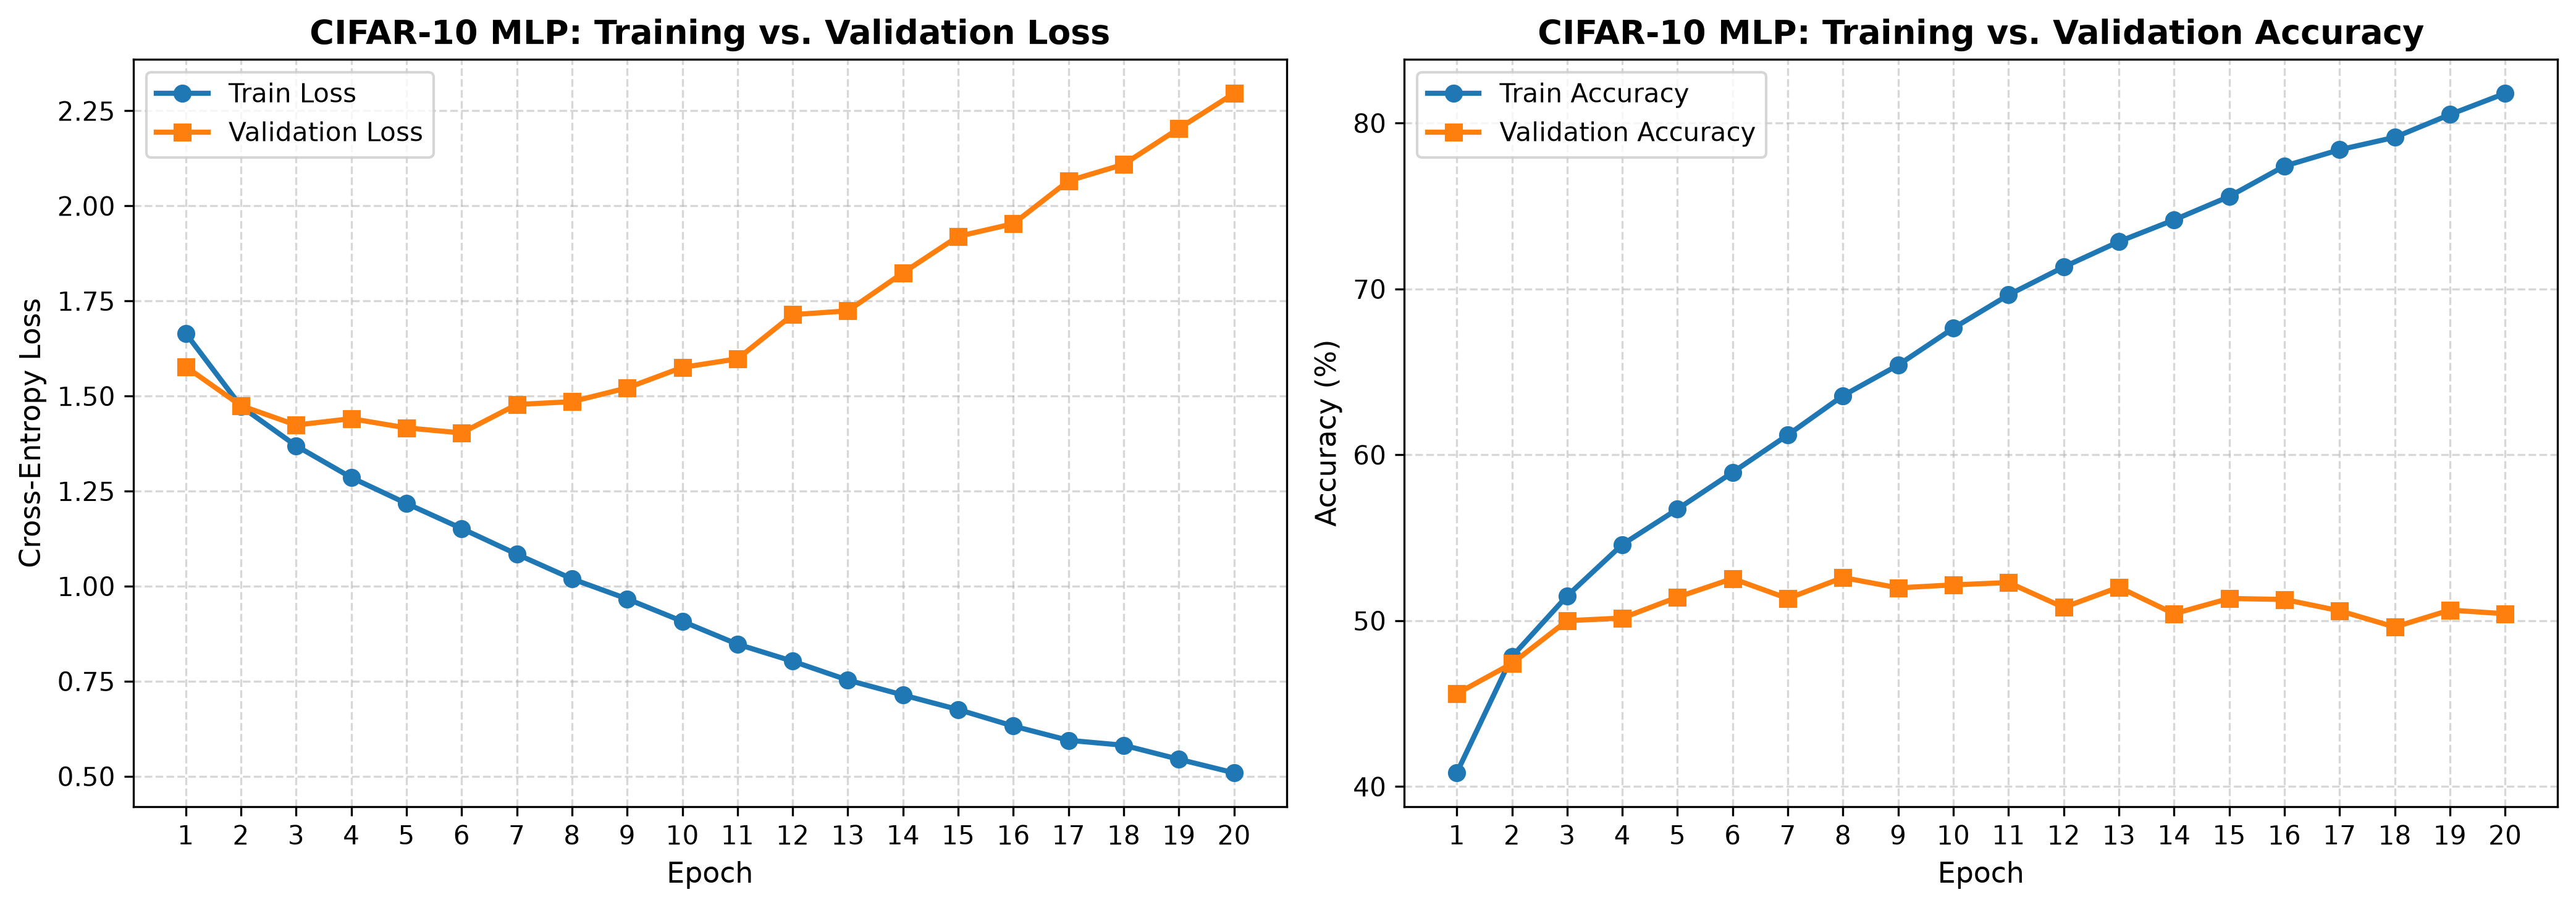 CIFAR-10 MLP: Training vs. Validation Loss
Train Loss
Validation Loss
2.25
2.00
1.75
1.50
1.25
1.00
0.75
0.50
Cross-Entropy Loss
1 2 3 4 5 6 7 8 9 10 11 12 13 14 15 16 17 18 19 20
Epoch
CIFAR-10 MLP: Training vs. Validation Accuracy
Train Accuracy
Validation Accuracy
80
70
60
50
40
Accuracy (%)
1 2 3 4 5 6 7 8 9 10 11 12 13 14 15 16 17 18 19 20
Epoch